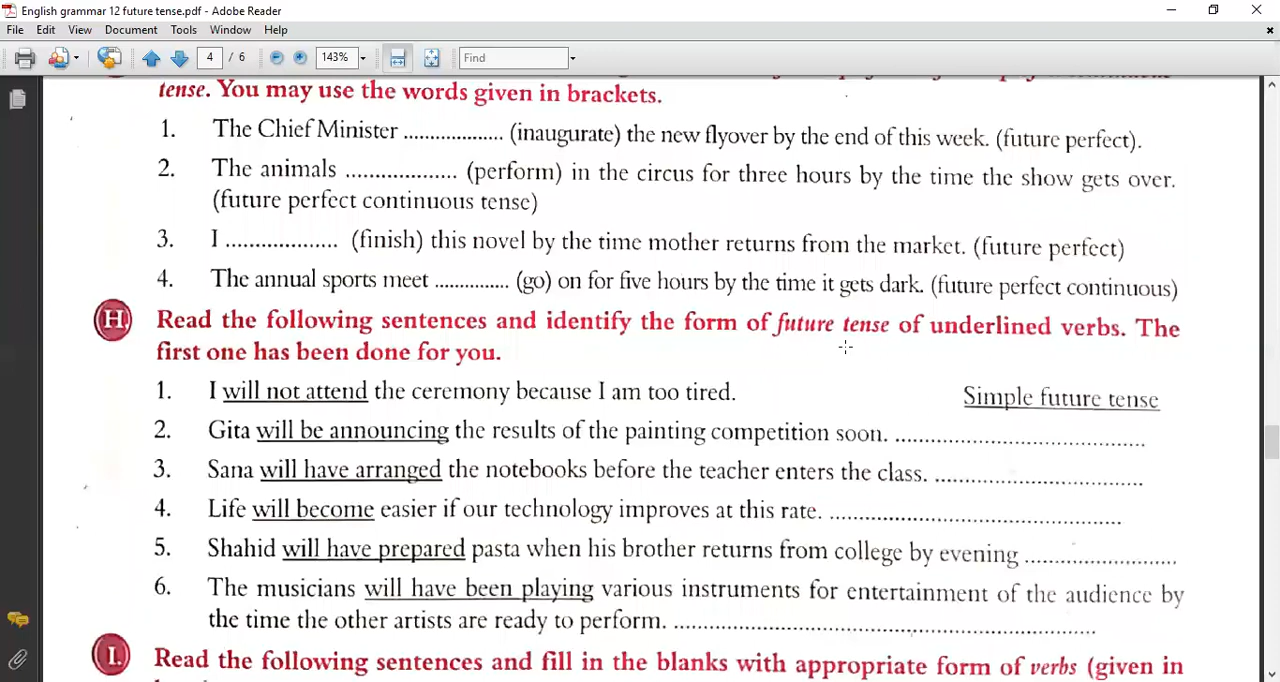 English grammar 12 future tense.pdf - Adobe Reader
File Edit View Document Tools Window Help
4 / 6 143% Find
tense. You may use the words given in brackets.
1. The Chief Minister .................. (inaugurate) the new flyover by the end of this week. (future perfect).
2. The animals .................... (perform) in the circus for three hours by the time the show gets over.
(future perfect continuous tense)
3. I .................... (finish) this novel by the time mother returns from the market. (future perfect)
4. The annual sports meet .............. (go) on for five hours by the time it gets dark. (future perfect continuous)
H Read the following sentences and identify the form of future tense of underlined verbs. The
first one has been done for you.
1. I will not attend the ceremony because I am too tired. Simple future tense
2. Gita will be announcing the results of the painting competition soon. ..........................................
3. Sana will have arranged the notebooks before the teacher enters the class. ...................................
4. Life will become easier if our technology improves at this rate. ..................................................
5. Shahid will have prepared pasta when his brother returns from college by evening ..........................
6. The musicians will have been playing various instruments for entertainment of the audience by
the time the other artists are ready to perform. ........................................................................
I. Read the following sentences and fill in the blanks with appropriate form of verbs (given in